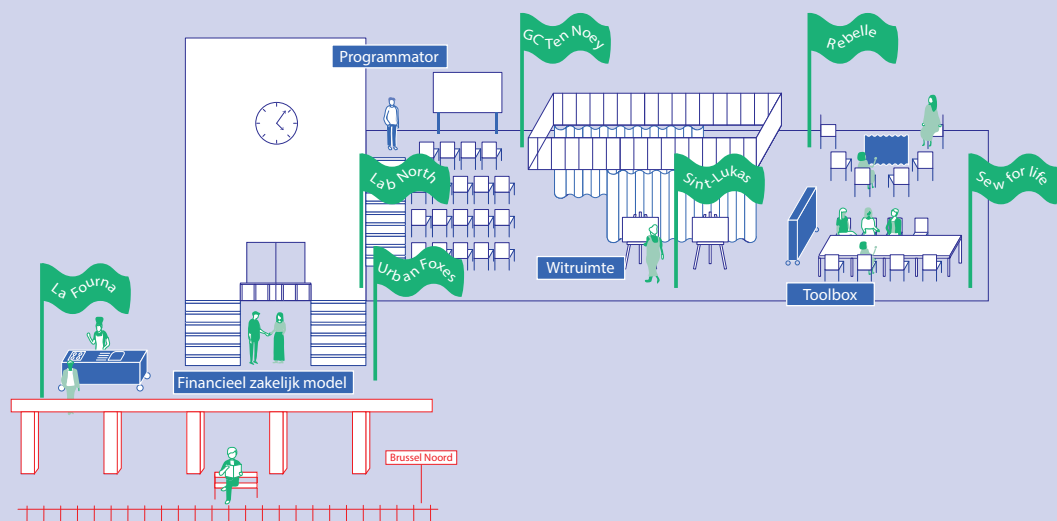 GC Ten Noey
Rebelle
Programmator
Lab North
Sint-Lukas
Sew for life
Urban Foxes
Witruimte
La Fourna
Toolbox
Financieel zakelijk model
Brussel Noord